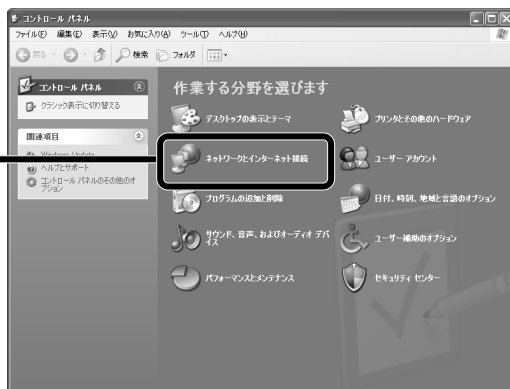 コントロール パネル
ファイル(F) 編集(E) 表示(V) お気に入り(A) ツール(T) ヘルプ(H)
戻る 検索 フォルダ
コントロール パネル
クラシック表示に切り替える
関連項目
Windows Update
ヘルプとサポート
コントロール パネルのその他のオ
プション
作業する分野を選びます
デスクトップの表示とテーマ
プリンタとその他のハードウェア
ネットワークとインターネット接続
ユーザー アカウント
プログラムの追加と削除
日付、時刻、地域と言語のオプション
サウンド、音声、およびオーディオ デバ
イス
ユーザー補助のオプション
パフォーマンスとメンテナンス
セキュリティ センター